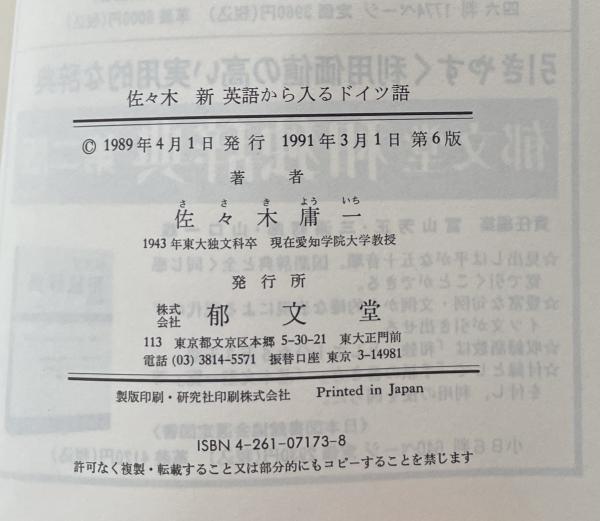 佐々木 新 英語から入るドイツ語
© 1989年4月1日 発行 1991年3月1日 第6版
著者
ささきよういち
佐々木庸一
1943年東大独文科卒 現在愛知学院大学教授
発行所
株式会社 郁文堂
113 東京都文京区本郷 5-30-21 東大正門前
電話 (03) 3814-5571 振替口座 東京 3-14981
製版印刷・研究社印刷株式会社 Printed in Japan
ISBN 4-261-07173-8
許可なく複製・転載すること又は部分的にもコピーすることを禁じます